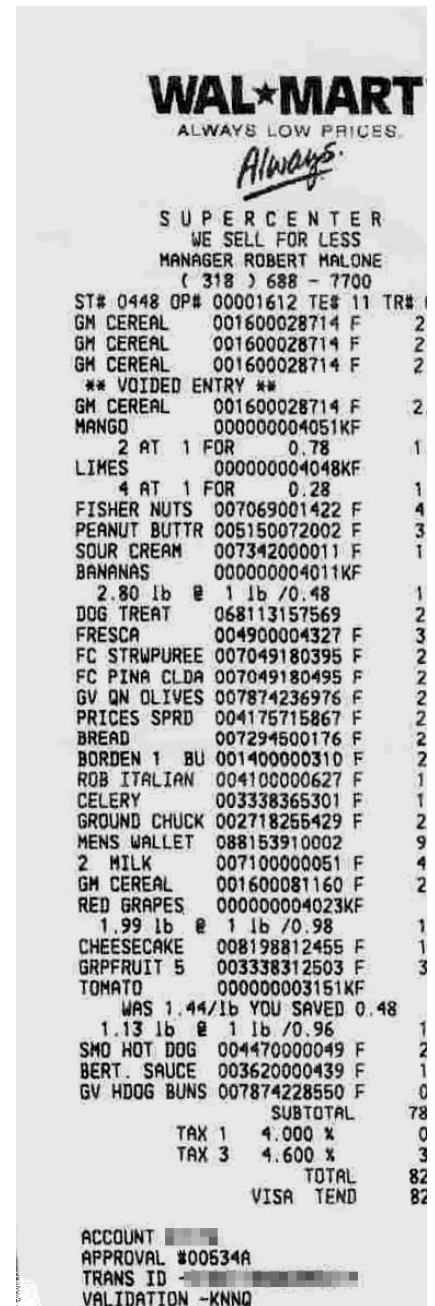 WAL★MART
ALWAYS LOW PRICES.
Always.
SUPERCENTER
WE SELL FOR LESS
MANAGER ROBERT MALONE
( 318 ) 688 - 7700
ST# 0448 OP# 00001612 TE# 11 TR#
GM CEREAL 001600028714 F 2
GM CEREAL 001600028714 F 2
GM CEREAL 001600028714 F 2
** VOIDED ENTRY **
GM CEREAL 001600028714 F 2.
MANGO 000000004051KF
2 AT 1 FOR 0.78 1
LIMES 000000004048KF
4 AT 1 FOR 0.28 1
FISHER NUTS 007069001422 F 4
PEANUT BUTTR 005150072002 F 3
SOUR CREAM 007342000011 F 1
BANANAS 000000004011KF
2.80 lb @ 1 lb /0.48 1
DOG TREAT 068113157569 2
FRESCA 004900004327 F 3
FC STRWPUREE 007049180395 F 2
FC PINA CLDA 007049180495 F 2
GV QN OLIVES 007874236976 F 2
PRICES SPRD 004175715867 F 2
BREAD 007294500176 F 2
BORDEN 1 BU 001400000310 F 2
ROB ITALIAN 004100000627 F 1
CELERY 003338365301 F 1
GROUND CHUCK 002718255429 F 2
MENS WALLET 088153910002 9
2 MILK 007100000051 F 4
GM CEREAL 001600081160 F 2
RED GRAPES 000000004023KF
1.99 lb @ 1 lb /0.98 1
CHEESECAKE 008198812455 F 1
GRPFRUIT 5 003338312503 F 3
TOMATO 000000003151KF
WAS 1.44/lb YOU SAVED 0.48
1.13 lb @ 1 lb /0.96 1
SMO HOT DOG 004470000049 F 2
BERT. SAUCE 003620000439 F 1
GV HDOG BUNS 007874228550 F 0
SUBTOTAL 78
TAX 1 4.000 % 0
TAX 3 4.600 % 3
TOTAL 82
VISA TEND 82
ACCOUNT
APPROVAL #00534A
TRANS ID -
VALIDATION -KNNQ